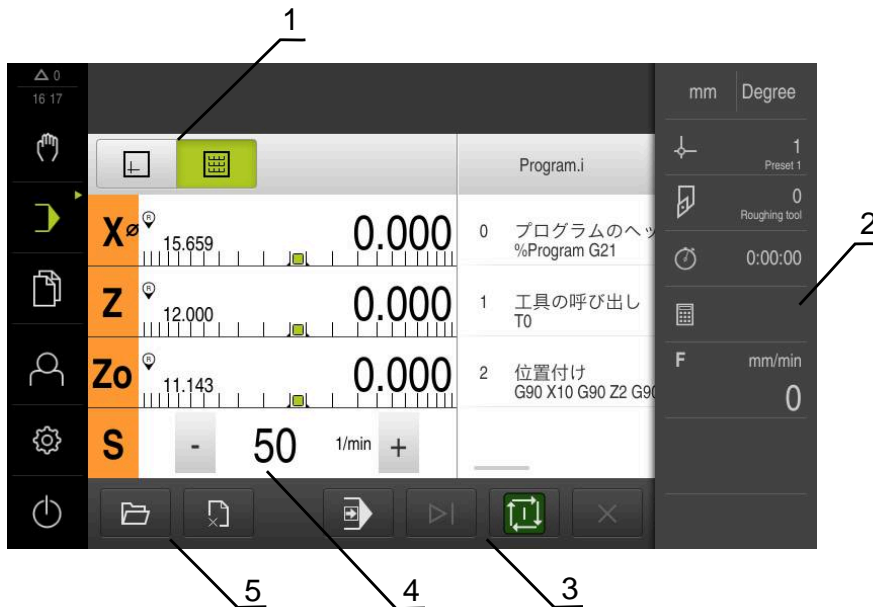 1
△ 0
16 17
mm Degree
Program.i
1
Preset 1
0
Roughing tool
2
0:00:00
X⌀ R 15.659 0.000
Z R 12.000 0.000
Zo R 11.143 0.000
S - 50 1/min +
0 プログラムのヘッ
%Program G21
1 工具の呼び出し
T0
2 位置付け
G90 X10 G90 Z2 G90
F mm/min
0
5
4
3